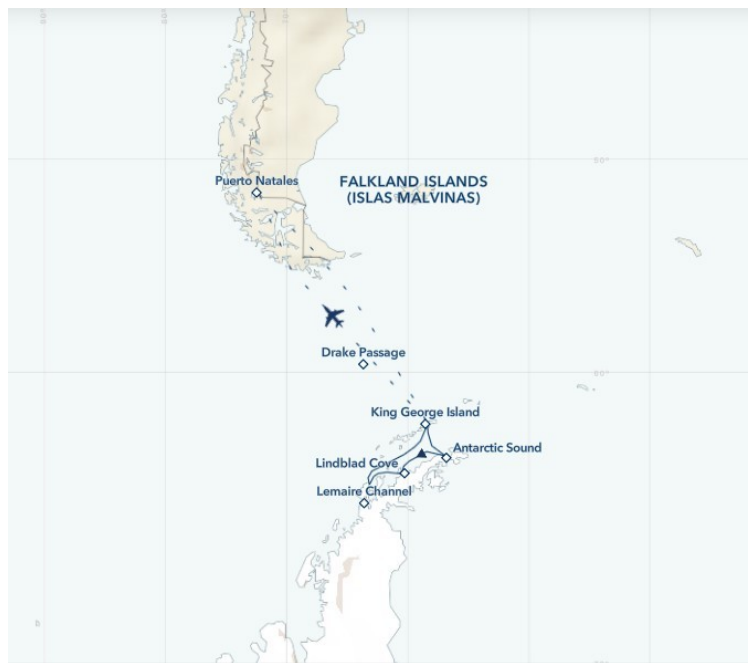 Puerto Natales
FALKLAND ISLANDS
(ISLAS MALVINAS)
Drake Passage
King George Island
Antarctic Sound
Lindblad Cove
Lemaire Channel